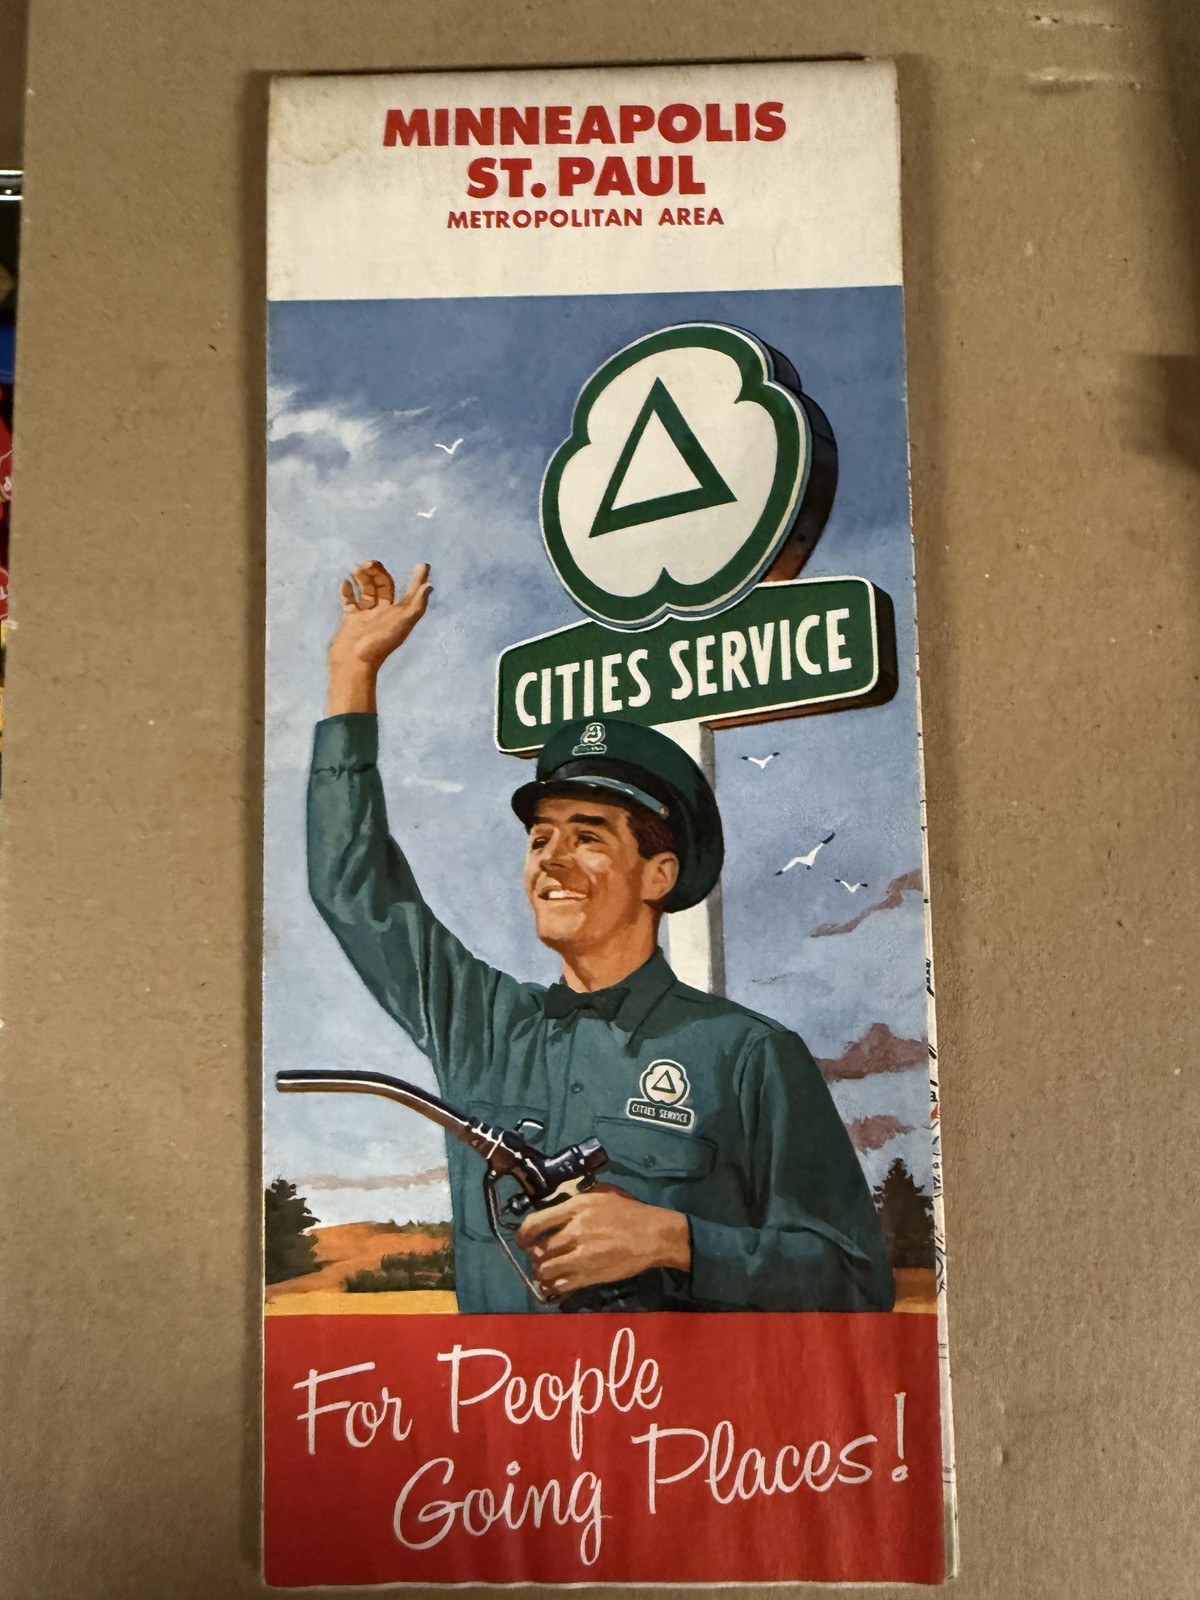 MINNEAPOLIS
ST. PAUL
METROPOLITAN AREA
CITIES SERVICE
CITIES SERVICE
For People
Going Places!